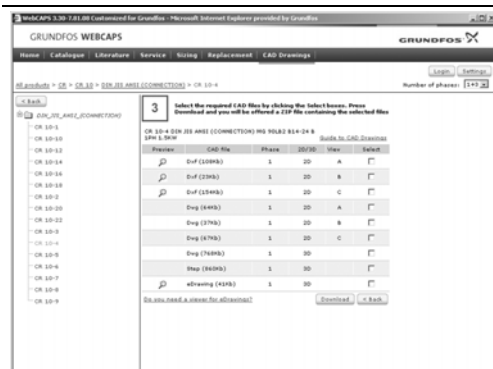 WebCAPS 3.30-7.01.08 Customized for Grundfos - Microsoft Internet Explorer provided by Grundfos
GRUNDFOS WEBCAPS
GRUNDFOS
Home Catalogue Literature Service Sizing Replacement CAD Drawings
Login Settings
All products > CR > CR 10 > DIN JIS ANSI (CONNECTION) > CR 10-4
Number of phases: 1+3
< Back
DIN_JIS_ANSI_(CONNECTION)
CR 10-1
CR 10-10
CR 10-12
CR 10-14
CR 10-16
CR 10-18
CR 10-2
CR 10-20
CR 10-22
CR 10-3
CR 10-4
CR 10-5
CR 10-6
CR 10-7
CR 10-8
CR 10-9
3
Select the required CAD files by clicking the Select boxes. Press
Download and you will be offered a ZIP file containing the selected files
CR 10-4 DIN JIS ANSI (CONNECTION) MG 90LB2 B14-24 &
1PH 1.5KW
Guide to CAD Drawings
Preview CAD file Phase 2D/3D View Select
Dxf (108Kb) 1 2D A
Dxf (23Kb) 1 2D B
Dxf (154Kb) 1 2D C
Dwg (64Kb) 1 2D A
Dwg (37Kb) 1 2D B
Dwg (67Kb) 1 2D C
Dwg (768Kb) 1 3D
Step (860Kb) 1 3D
eDrawing (41Kb) 1 3D
Do you need a viewer for eDrawings?
Download < Back